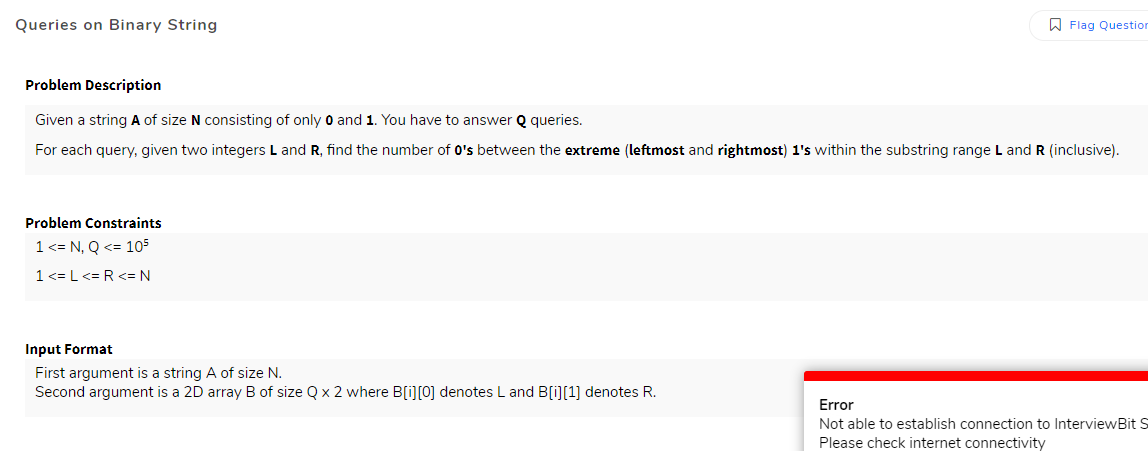 Queries on Binary String
Flag Question
Problem Description
Given a string A of size N consisting of only 0 and 1. You have to answer Q queries.
For each query, given two integers L and R, find the number of 0's between the extreme (leftmost and rightmost) 1's within the substring range L and R (inclusive).
Problem Constraints
1 <= N, Q <= 10⁵
1 <= L <= R <= N
Input Format
First argument is a string A of size N.
Second argument is a 2D array B of size Q x 2 where B[i][0] denotes L and B[i][1] denotes R.
Error
Not able to establish connection to InterviewBit S
Please check internet connectivity